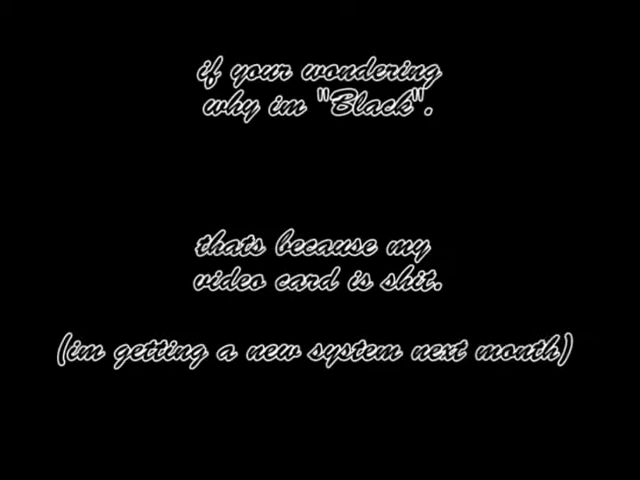 if your wondering
why im "Black".
thats because my
video card is shit.
(im getting a new system next month)